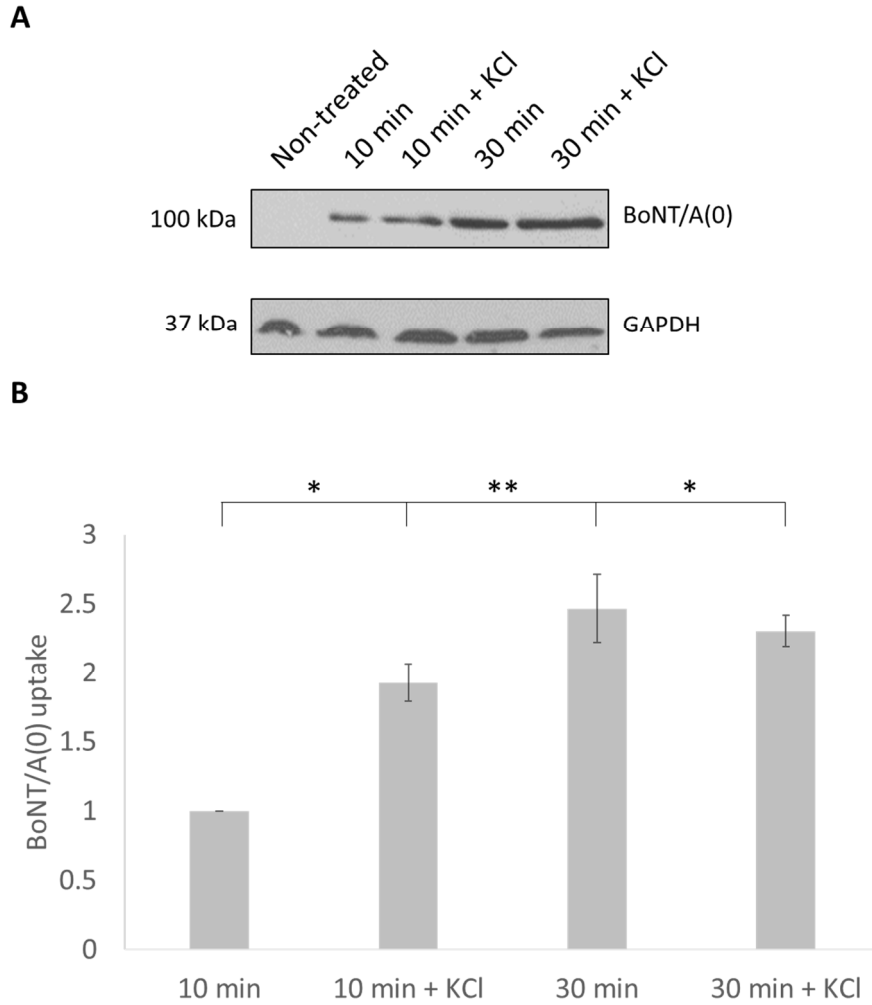 A
Non-treated
10 min
10 min + KCl
30 min
30 min + KCl
100 kDa
BoNT/A(0)
37 kDa
GAPDH
B
*
**
*
3
2.5
2
1.5
1
0.5
0
BoNT/A(0) uptake
10 min
10 min + KCl
30 min
30 min + KCl